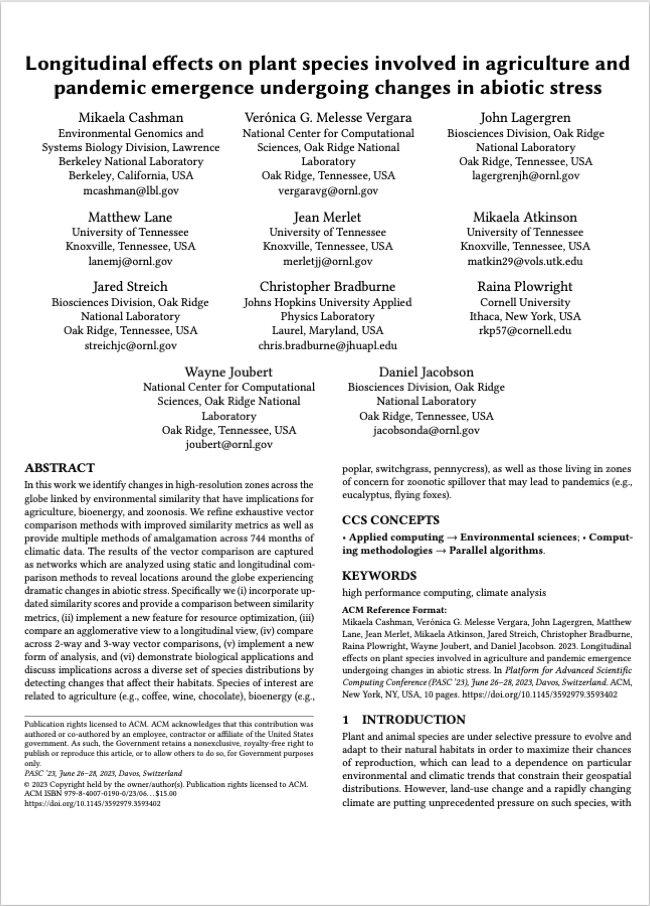 Longitudinal effects on plant species involved in agriculture and
pandemic emergence undergoing changes in abiotic stress
Mikaela Cashman
Environmental Genomics and
Systems Biology Division, Lawrence
Berkeley National Laboratory
Berkeley, California, USA
mcashman@lbl.gov
Verónica G. Melesse Vergara
National Center for Computational
Sciences, Oak Ridge National
Laboratory
Oak Ridge, Tennessee, USA
vergaravg@ornl.gov
John Lagergren
Biosciences Division, Oak Ridge
National Laboratory
Oak Ridge, Tennessee, USA
lagergrenjh@ornl.gov
Matthew Lane
University of Tennessee
Knoxville, Tennessee, USA
lanemj@ornl.gov
Jean Merlet
University of Tennessee
Knoxville, Tennessee, USA
merletjj@ornl.gov
Mikaela Atkinson
University of Tennessee
Knoxville, Tennessee, USA
matkin29@vols.utk.edu
Jared Streich
Biosciences Division, Oak Ridge
National Laboratory
Oak Ridge, Tennessee, USA
streichjc@ornl.gov
Christopher Bradburne
Johns Hopkins University Applied
Physics Laboratory
Laurel, Maryland, USA
chris.bradburne@jhuapl.edu
Raina Plowright
Cornell University
Ithaca, New York, USA
rkp57@cornell.edu
Wayne Joubert
National Center for Computational
Sciences, Oak Ridge National
Laboratory
Oak Ridge, Tennessee, USA
joubert@ornl.gov
Daniel Jacobson
Biosciences Division, Oak Ridge
National Laboratory
Oak Ridge, Tennessee, USA
jacobsonda@ornl.gov
ABSTRACT
In this work we identify changes in high-resolution zones across the
globe linked by environmental similarity that have implications for
agriculture, bioenergy, and zoonosis. We refine exhaustive vector
comparison methods with improved similarity metrics as well as
provide multiple methods of amalgamation across 744 months of
climatic data. The results of the vector comparison are captured
as networks which are analyzed using static and longitudinal com-
parison methods to reveal locations around the globe experiencing
dramatic changes in abiotic stress. Specifically we (i) incorporate up-
dated similarity scores and provide a comparison between similarity
metrics, (ii) implement a new feature for resource optimization, (iii)
compare an agglomerative view to a longitudinal view, (iv) compare
across 2-way and 3-way vector comparisons, (v) implement a new
form of analysis, and (vi) demonstrate biological applications and
discuss implications across a diverse set of species distributions by
detecting changes that affect their habitats. Species of interest are
related to agriculture (e.g., coffee, wine, chocolate), bioenergy (e.g.,
Publication rights licensed to ACM. ACM acknowledges that this contribution was
authored or co-authored by an employee, contractor or affiliate of the United States
government. As such, the Government retains a nonexclusive, royalty-free right to
publish or reproduce this article, or to allow others to do so, for Government purposes
only.
PASC '23, June 26–28, 2023, Davos, Switzerland
© 2023 Copyright held by the owner/author(s). Publication rights licensed to ACM.
ACM ISBN 979-8-4007-0190-0/23/06…$15.00
https://doi.org/10.1145/3592979.3593402
poplar, switchgrass, pennycress), as well as those living in zones
of concern for zoonotic spillover that may lead to pandemics (e.g.,
eucalyptus, flying foxes).
CCS CONCEPTS
• Applied computing → Environmental sciences; • Comput-
ing methodologies → Parallel algorithms.
KEYWORDS
high performance computing, climate analysis
ACM Reference Format:
Mikaela Cashman, Verónica G. Melesse Vergara, John Lagergren, Matthew
Lane, Jean Merlet, Mikaela Atkinson, Jared Streich, Christopher Bradburne,
Raina Plowright, Wayne Joubert, and Daniel Jacobson. 2023. Longitudinal
effects on plant species involved in agriculture and pandemic emergence
undergoing changes in abiotic stress. In Platform for Advanced Scientific
Computing Conference (PASC '23), June 26–28, 2023, Davos, Switzerland. ACM,
New York, NY, USA, 10 pages. https://doi.org/10.1145/3592979.3593402
1 INTRODUCTION
Plant and animal species are under selective pressure to evolve and
adapt to their natural habitats in order to maximize their chances
of reproduction, which can lead to a dependence on particular
environmental and climatic trends that constrain their geospatial
distributions. However, land-use change and a rapidly changing
climate are putting unprecedented pressure on such species, with